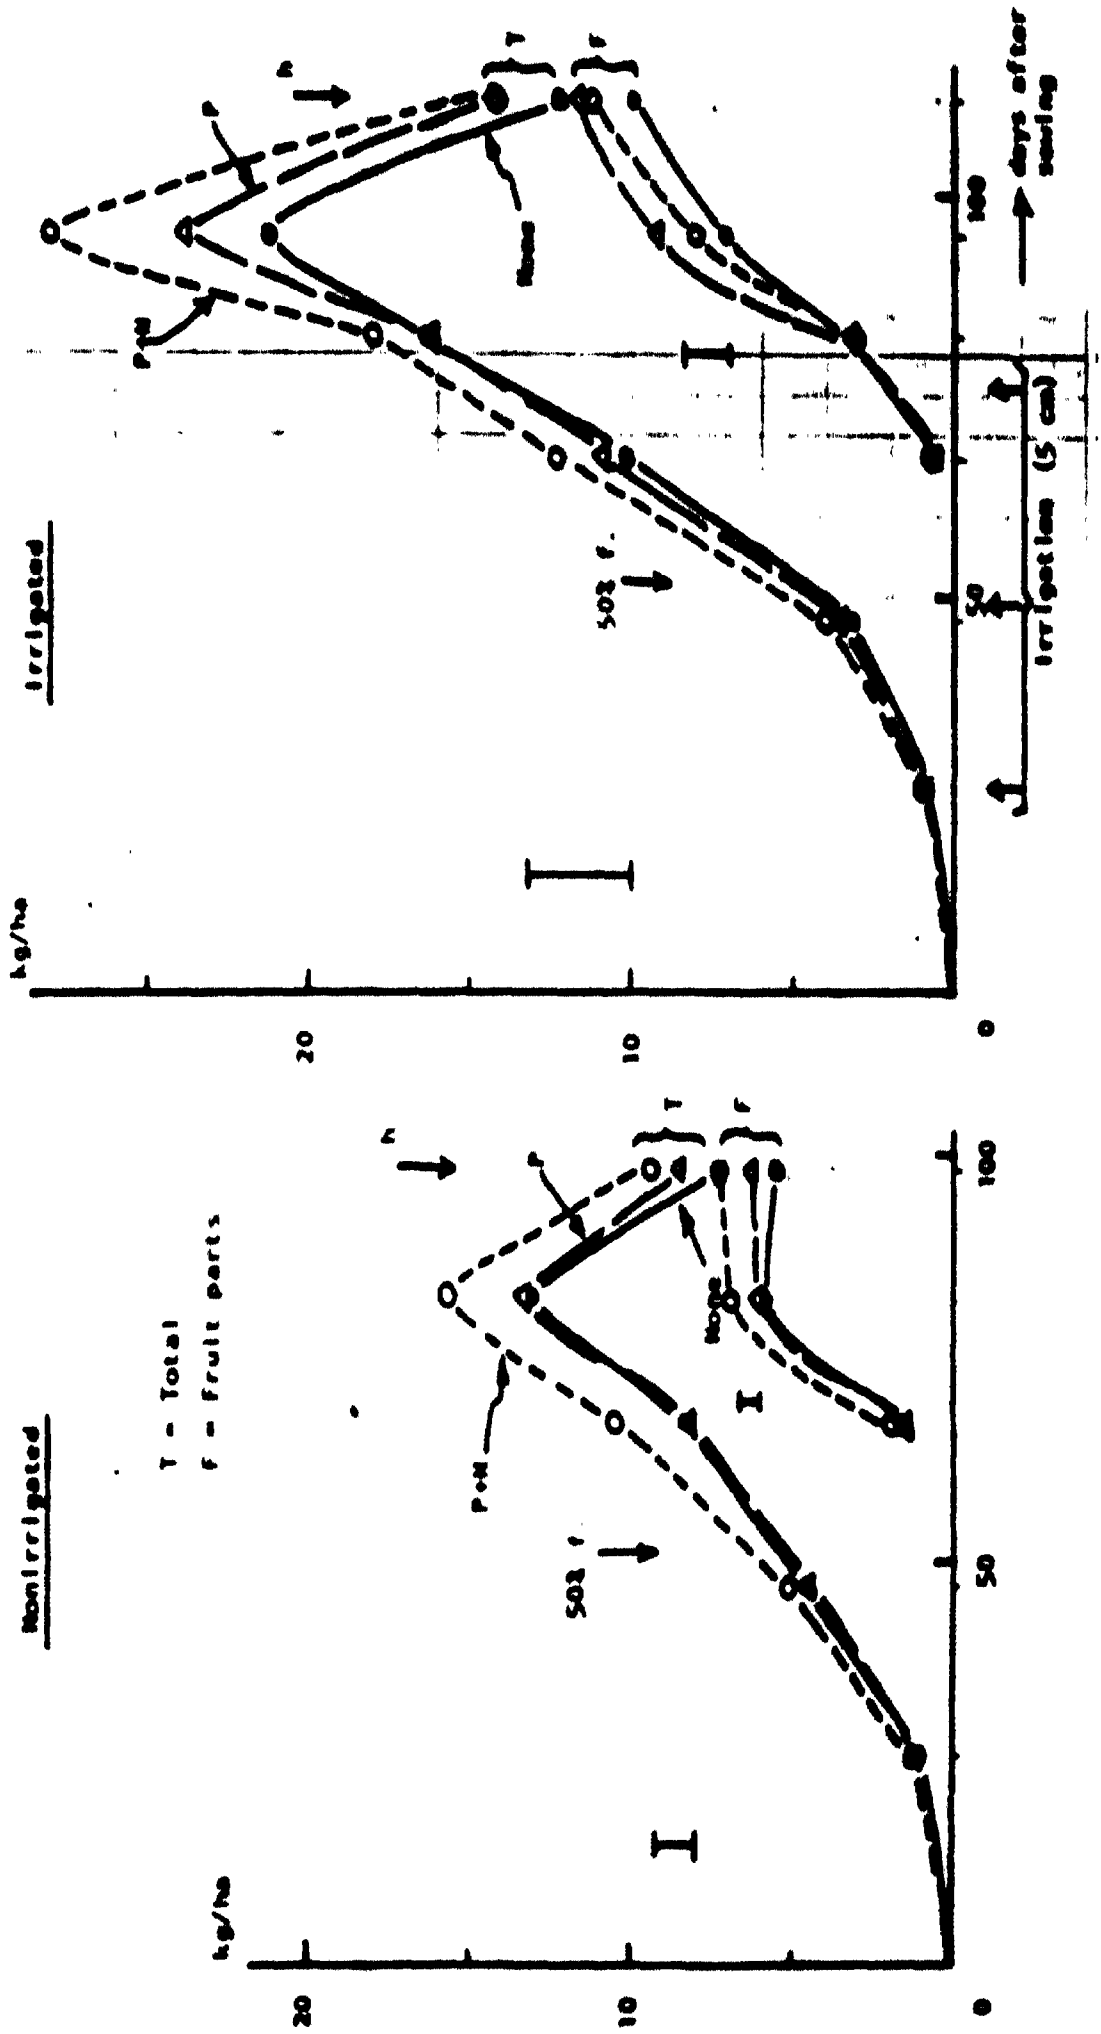 Nonirrigated
kg/ha
T = Total
F = Fruit parts
20
10
0
50
100
50% f
P+N
P
None
h
T
F
Irrigated
kg/ha
20
10
0
50
100
50% f.
P+N
P
None
h
T
F
Irrigation (5 cm)
days after
sowing